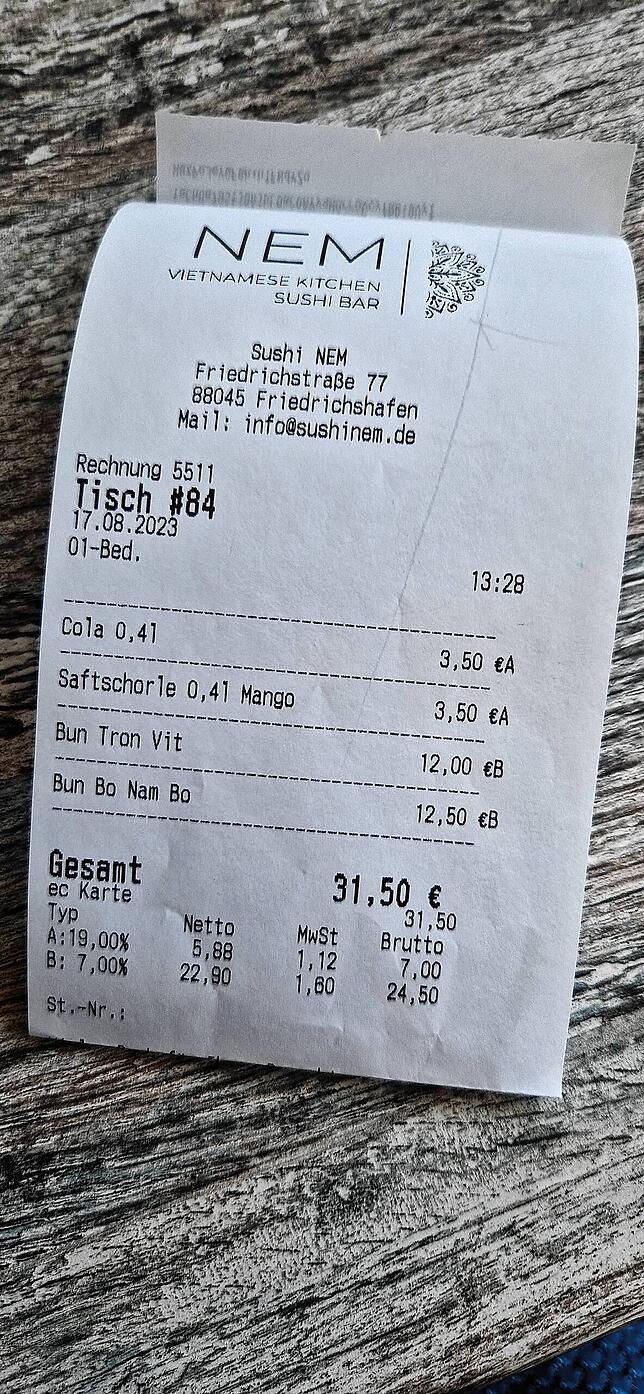 NEM
VIETNAMESE KITCHEN
SUSHI BAR
Sushi NEM
Friedrichstraße 77
88045 Friedrichshafen
Mail: info@sushinem.de
Rechnung 5511
Tisch #84
17.08.2023
01-Bed.
13:28
Cola 0,4l 3,50 €A
Saftschorle 0,4l Mango 3,50 €A
Bun Tron Vit 12,00 €B
Bun Bo Nam Bo 12,50 €B
Gesamt 31,50 €
ec Karte 31,50
Typ Netto MwSt Brutto
A:19,00% 5,88 1,12 7,00
B: 7,00% 22,90 1,60 24,50
St.-Nr.: